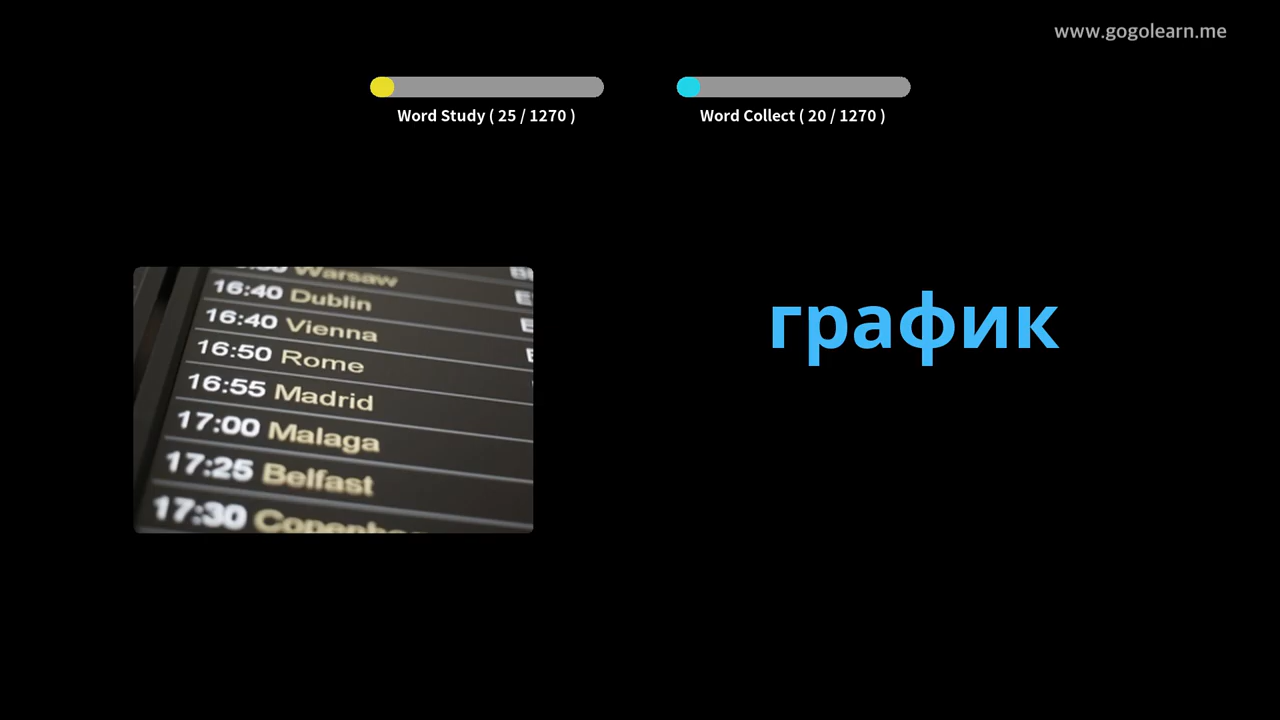 www.gogolearn.me
Word Study ( 25 / 1270 )
Word Collect ( 20 / 1270 )
Warsaw
16:40 Dublin
16:40 Vienna
16:50 Rome
16:55 Madrid
17:00 Malaga
17:25 Belfast
17:30
график